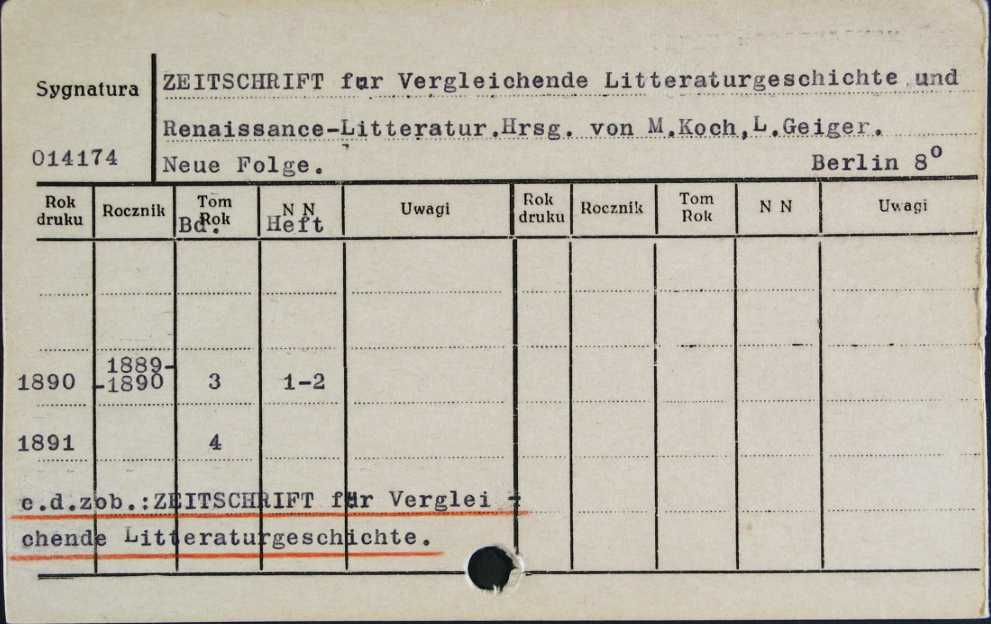 Sygnatura
ZEITSCHRIFT für Vergleichende Litteraturgeschichte und
Renaissance-Litteratur.Hrsg. von M.Koch,L.Geiger.
014174
Neue Folge. Berlin 8⁰
Rok druku Rocznik Tom Rok Bd. N N Heft Uwagi Rok druku Rocznik Tom Rok N N Uwagi
1890 1889-
-1890 3 1-2
1891 4
c.d.zob.:ZEITSCHRIFT für Verglei -
chende Litteraturgeschichte.